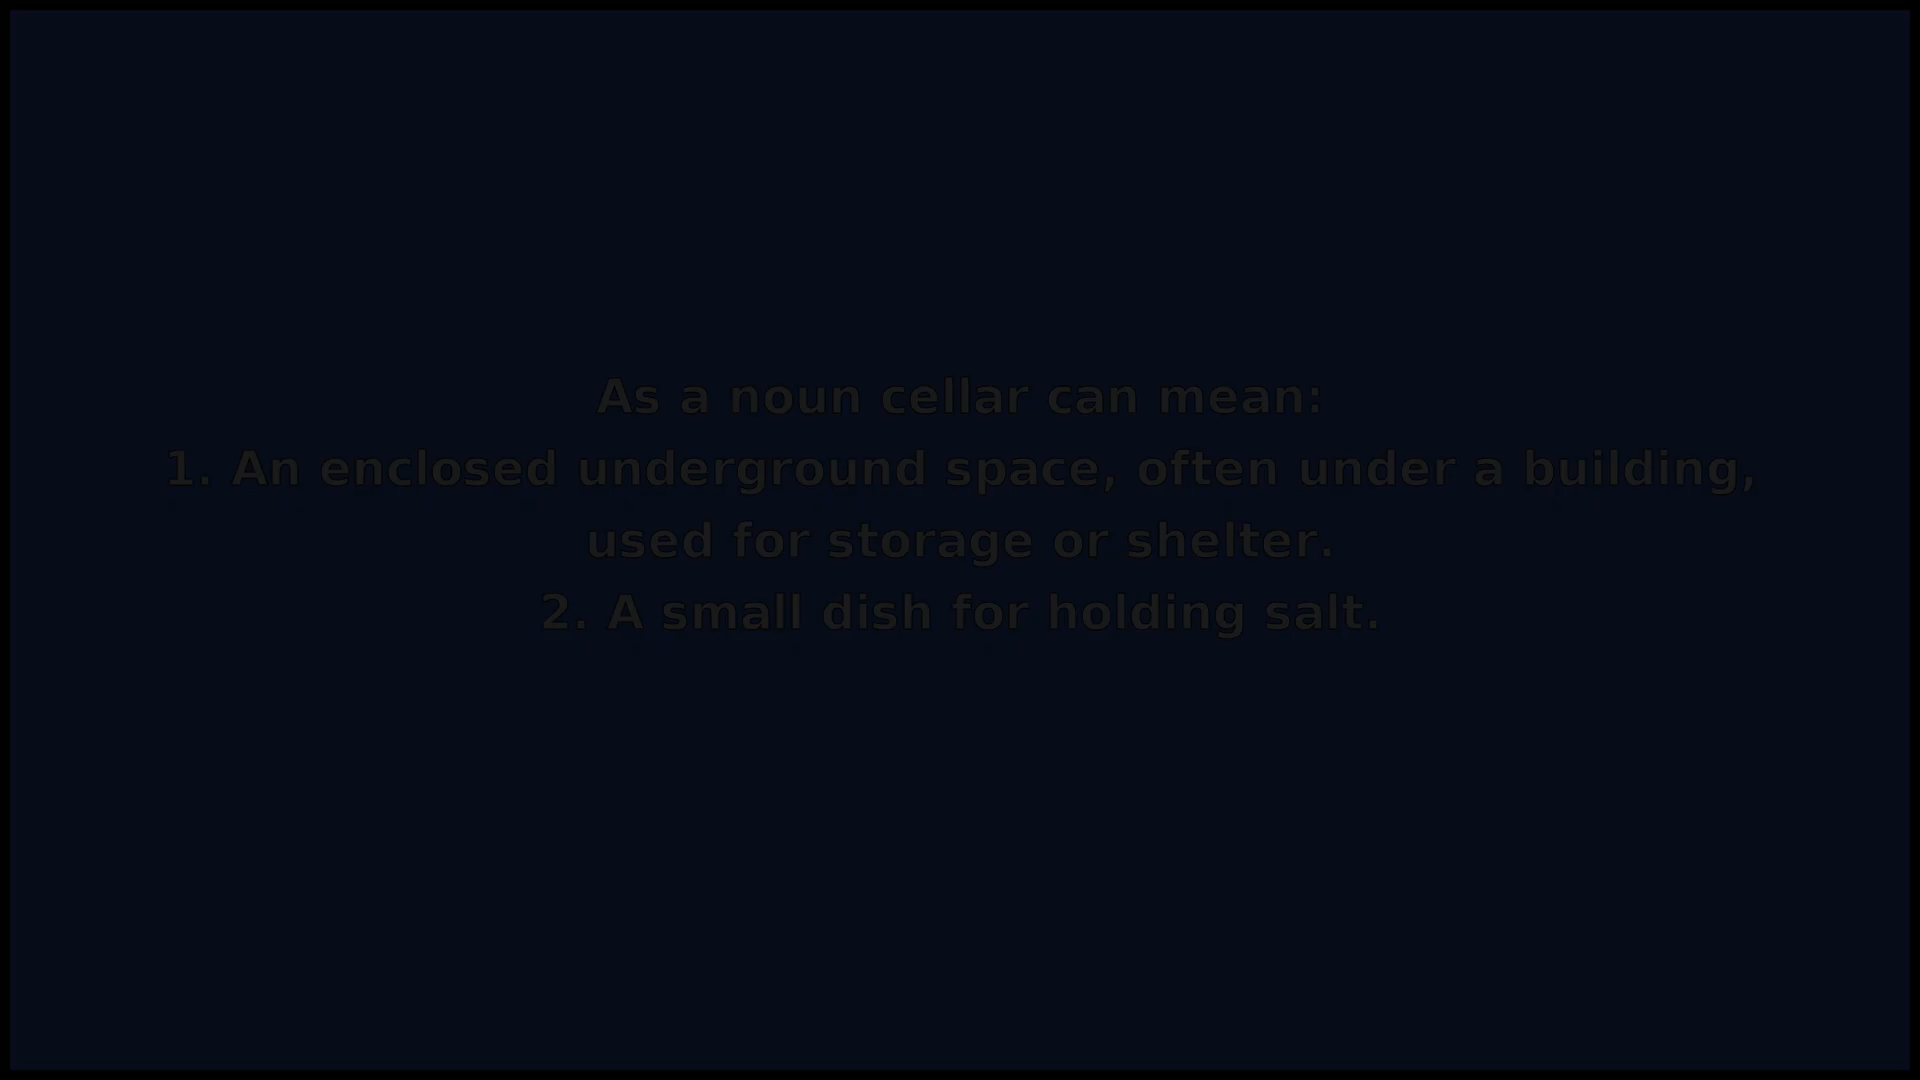 As a noun cellar can mean:
1. An enclosed underground space, often under a building,
used for storage or shelter.
2. A small dish for holding salt.